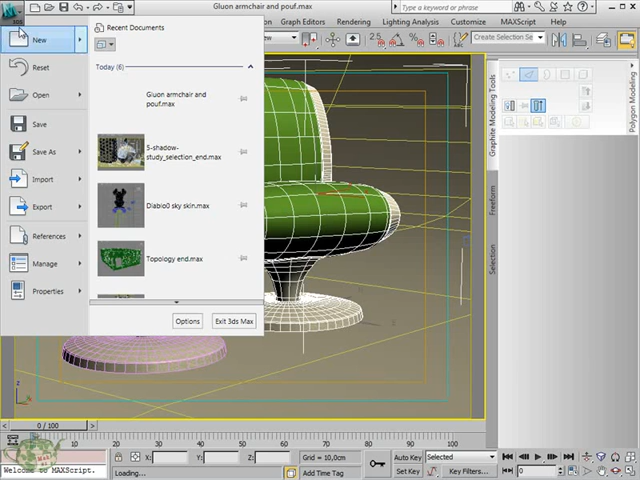 Gluon armchair and pouf.max
Graph Editors
Rendering
Lighting Analysis
Customize
MAXScript
Help
Create Selection Se
New
Reset
Open
Save
Save As
Import
Export
References
Manage
Properties
Recent Documents
Today (6)
Gluon armchair and
pouf.max
5-shadow-
study_selection_end.max
Diablo0 sky skin.max
Topology end.max
Options
Exit 3ds Max
Graphite Modeling Tools
Freeform
Selection
Polygon Modeling
0 / 100
10
20
30
40
50
60
70
80
90
100
X:
Y:
Z:
Grid = 10,0cm
Auto Key
Selected
Set Key
Key Filters...
0
Welcome to MAXScript.
Loading...
Add Time Tag